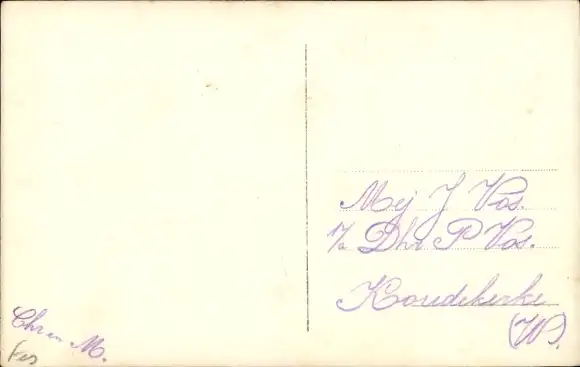 Mej J Vos.
Dhr P Vos.
Koudekerke
(W).
M.